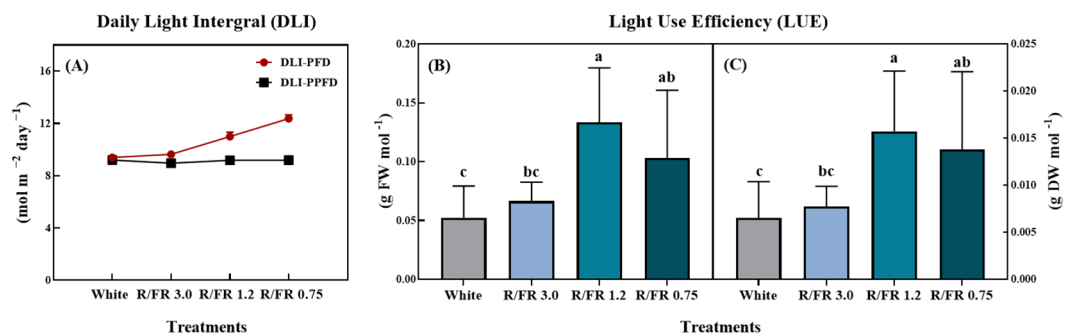 Daily Light Intergral (DLI)
Light Use Efficiency (LUE)
(A)
DLI-PFD
DLI-PPFD
(mol m⁻² day⁻¹)
16
12
8
4
0
White R/FR 3.0 R/FR 1.2 R/FR 0.75
Treatments
(B)
(g FW mol⁻¹)
0.20
0.15
0.10
0.05
0.00
c bc a ab
White R/FR 3.0 R/FR 1.2 R/FR 0.75
(C)
c bc a ab
0.025
0.020
0.015
0.010
0.005
0.000
(g DW mol⁻¹)
White R/FR 3.0 R/FR 1.2 R/FR 0.75
Treatments